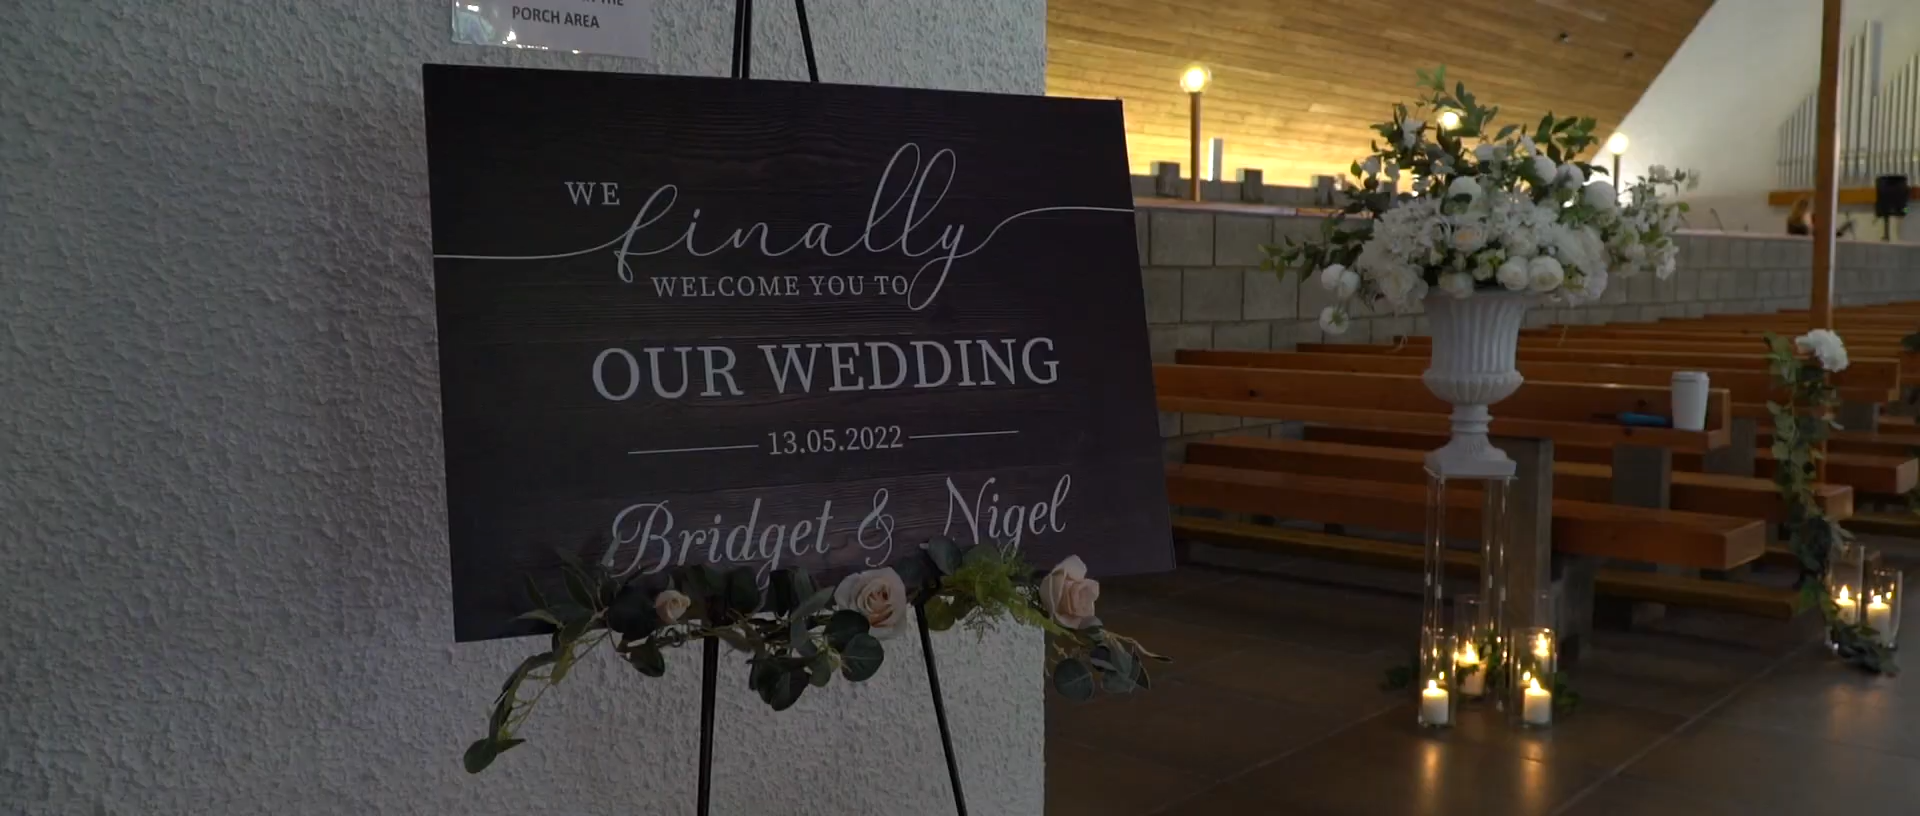 PORCH AREA
WE finally
WELCOME YOU TO
OUR WEDDING
13.05.2022
Bridget & Nigel